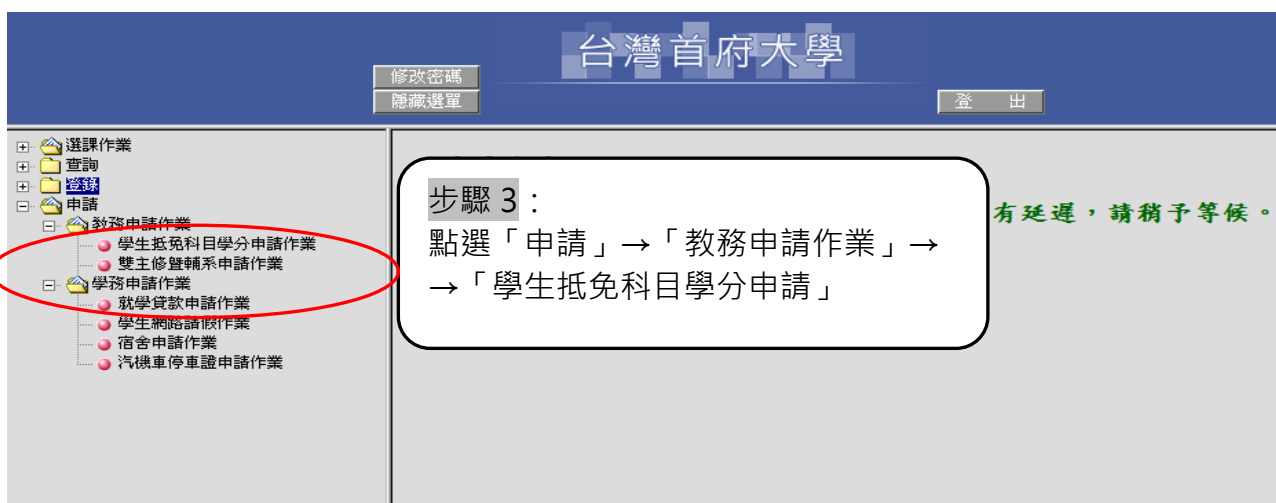 台灣首府大學
修改密碼
隱藏選單
登 出
選課作業
查詢
登錄
申請
教務申請作業
學生抵免科目學分申請作業
雙主修暨輔系申請作業
學務申請作業
就學貸款申請作業
學生網路請假作業
宿舍申請作業
汽機車停車證申請作業
步驟 3：
點選「申請」→「教務申請作業」→
→「學生抵免科目學分申請」
有延遲，請稍予等候。